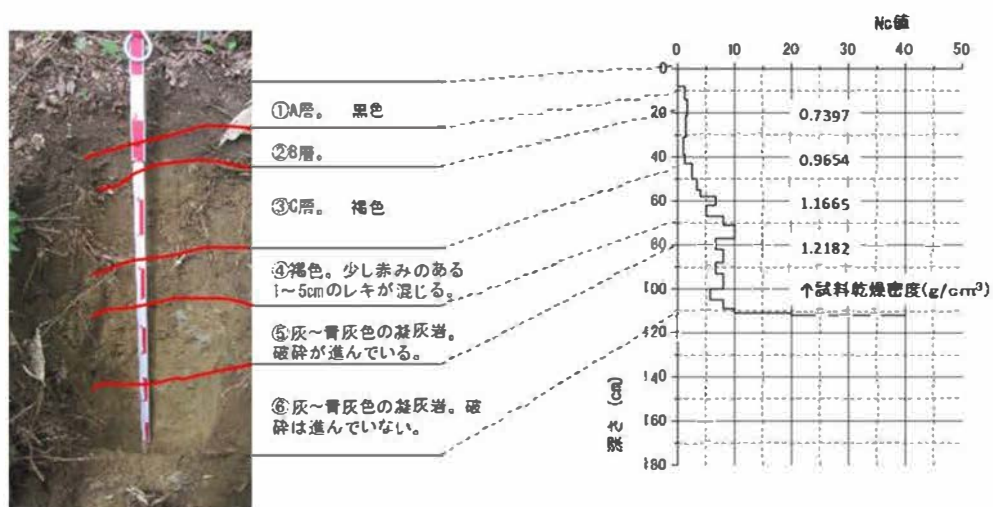 ①A層。 黒色
②B層。
③C層。 褐色
④褐色。少し赤みのある
1～5cmのレキが混じる。
⑤灰～青灰色の凝灰岩。
破砕が進んでいる。
⑥灰～青灰色の凝灰岩。破
砕は進んでいない。
Nc値
0 10 20 30 40 50
0
20
40
60
80
100
120
140
160
180
0.7397
0.9654
1.1665
1.2182
↑試料乾燥密度(g/cm³)
深さ (cm)